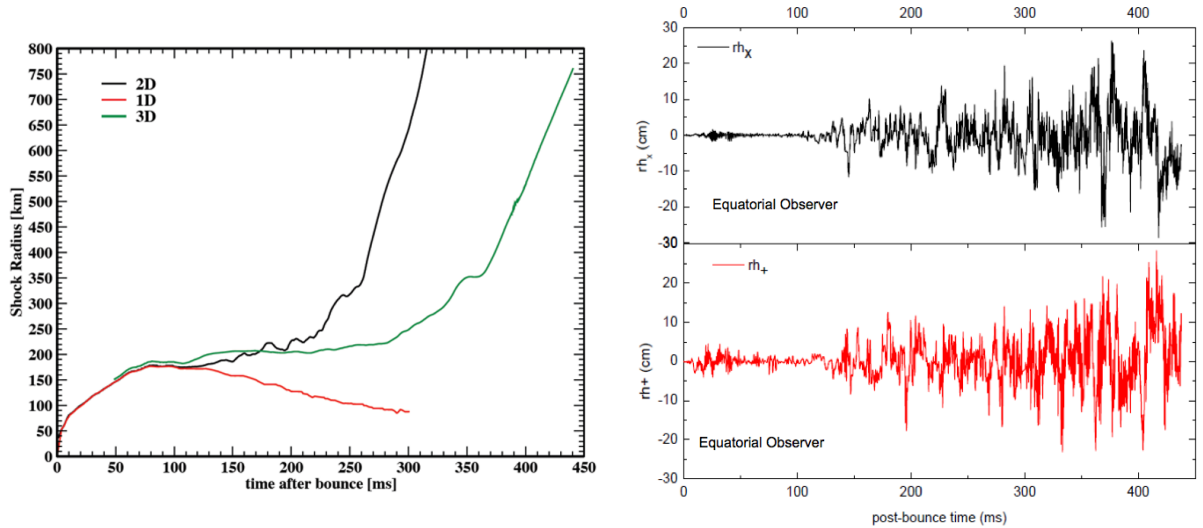 800
750
700
650
600
550
500
450
400
350
300
250
200
150
100
50
0
Shock Radius [km]
2D
1D
3D
0 50 100 150 200 250 300 350 400 450
time after bounce [ms]
0 100 200 300 400
30
20
10
0
-10
-20
-30
rhx (cm)
rhX
Equatorial Observer
30
20
10
0
-10
-20
-30
rh+ (cm)
rh+
Equatorial Observer
0 100 200 300 400
post-bounce time (ms)